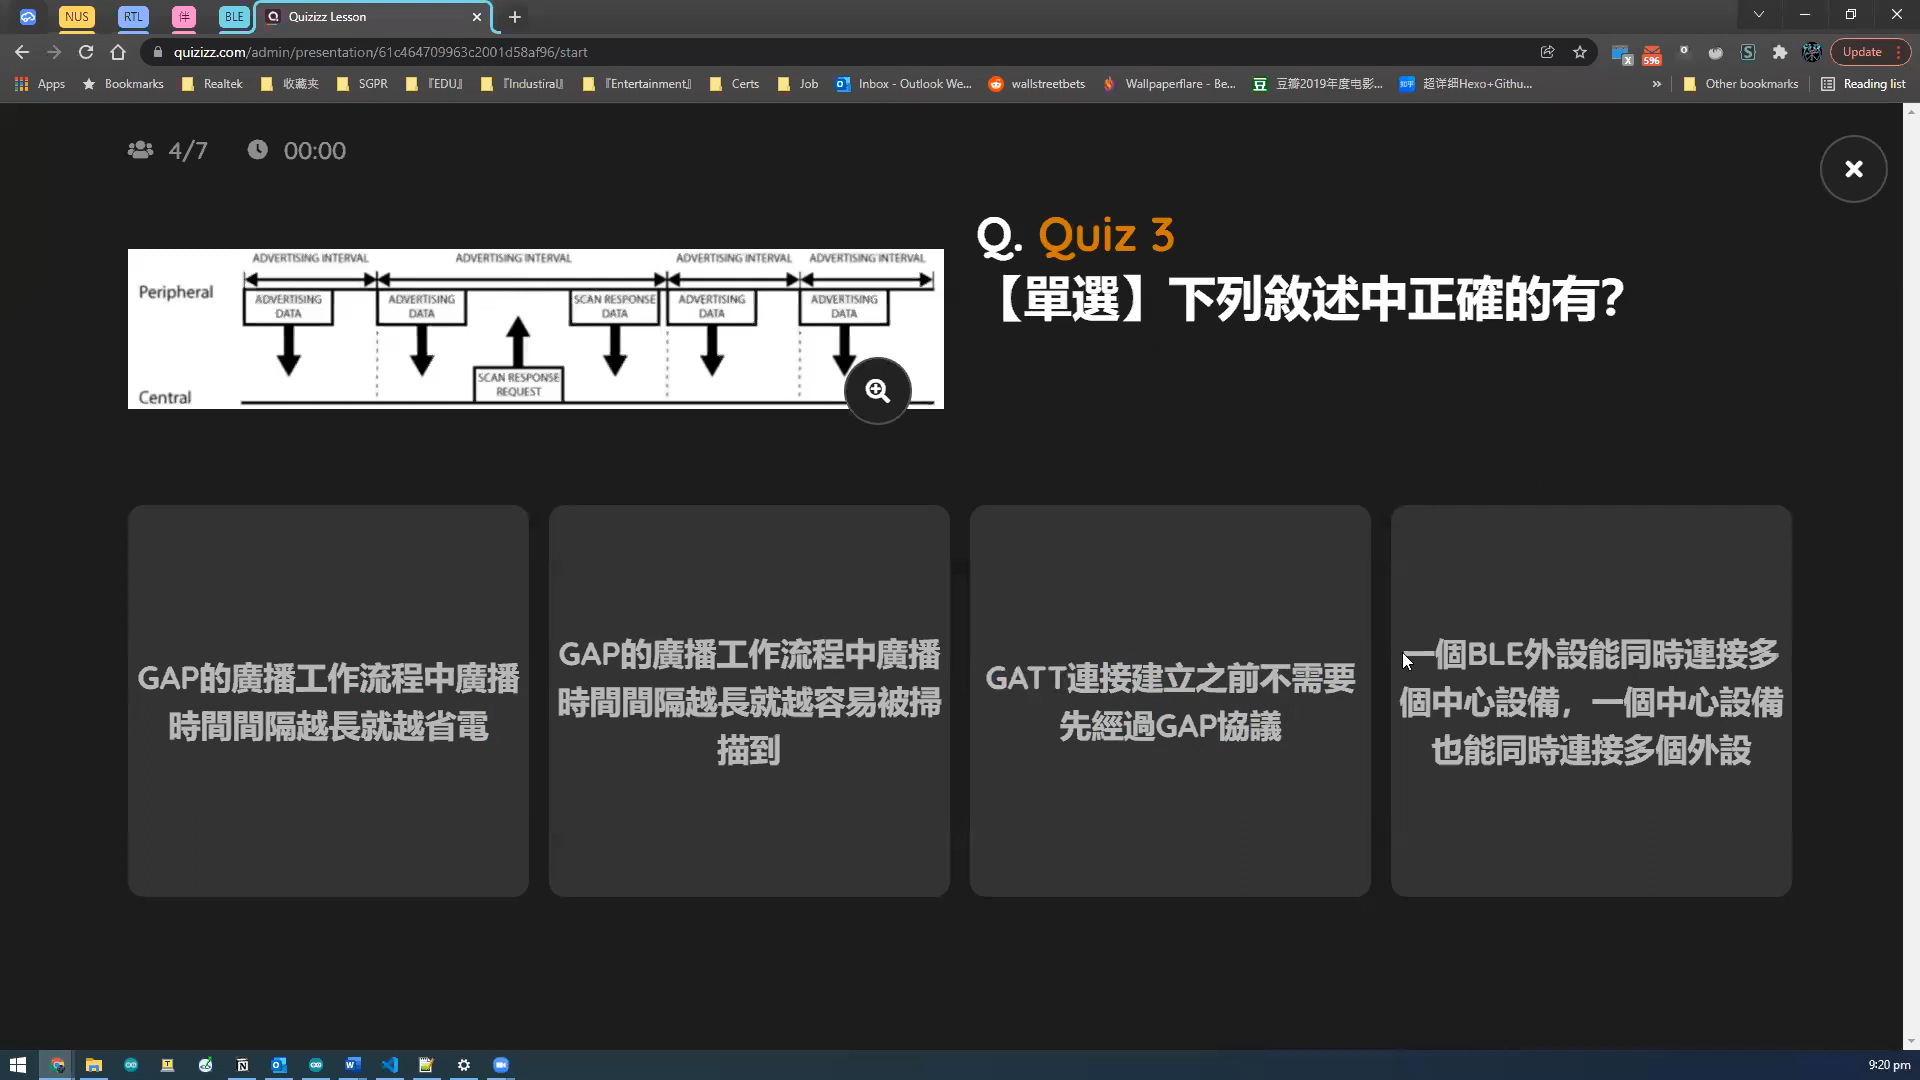 NUS
RTL
伴
BLE
Quizizz Lesson
quizizz.com/admin/presentation/61c464709963c2001d58af96/start
596
Update
Apps
Bookmarks
Realtek
收藏夹
SGPR
『EDU』
『Industiral』
『Entertainment』
Certs
Job
Inbox - Outlook We...
wallstreetbets
Wallpaperflare - Be...
豆瓣2019年度电影...
超详细Hexo+Githu...
»
Other bookmarks
Reading list
4/7
00:00
Q. Quiz 3
【單選】下列敘述中正確的有?
ADVERTISING INTERVAL
ADVERTISING INTERVAL
ADVERTISING INTERVAL
ADVERTISING INTERVAL
Peripheral
ADVERTISING
DATA
ADVERTISING
DATA
SCAN RESPONSE
DATA
ADVERTISING
DATA
ADVERTISING
DATA
SCAN RESPONSE
REQUEST
Central
GAP的廣播工作流程中廣播
時間間隔越長就越省電
GAP的廣播工作流程中廣播
時間間隔越長就越容易被掃
描到
GATT連接建立之前不需要
先經過GAP協議
一個BLE外設能同時連接多
個中心設備，一個中心設備
也能同時連接多個外設
9:20 pm